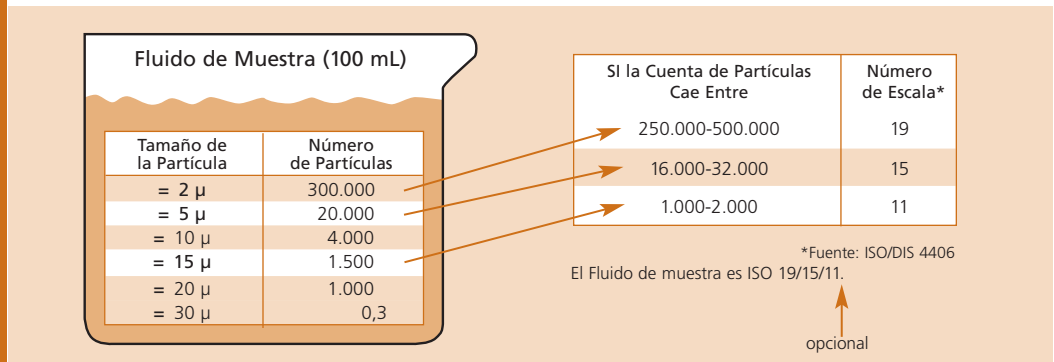 Fluido de Muestra (100 mL)
Tamaño de la Partícula Número de Partículas
= 2 µ 300.000
= 5 µ 20.000
= 10 µ 4.000
= 15 µ 1.500
= 20 µ 1.000
= 30 µ 0,3
SI la Cuenta de Partículas Cae Entre Número de Escala*
250.000-500.000 19
16.000-32.000 15
1.000-2.000 11
*Fuente: ISO/DIS 4406
El Fluido de muestra es ISO 19/15/11.
opcional